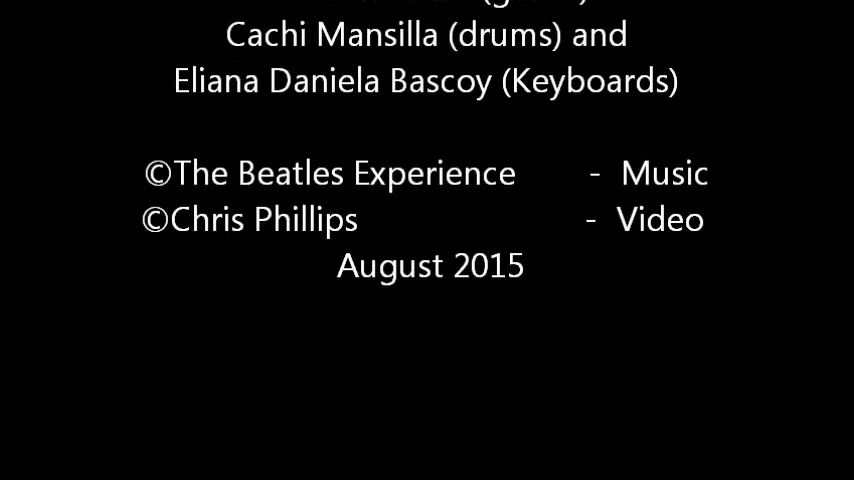 Cachi Mansilla (drums) and
Eliana Daniela Bascoy (Keyboards)
©The Beatles Experience - Music
©Chris Phillips - Video
August 2015